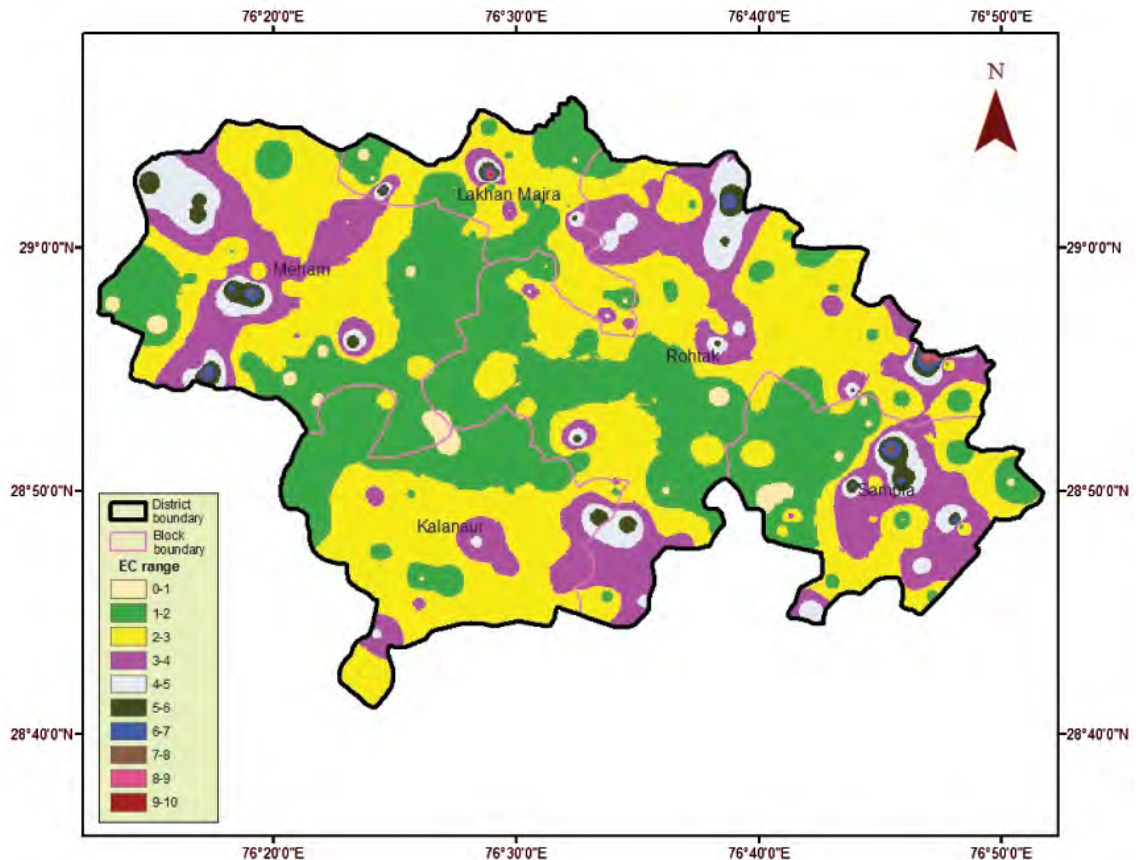 76°20'0"E 76°30'0"E 76°40'0"E 76°50'0"E
N
Lakhan Majra
29°0'0"N 29°0'0"N
Meham
Rohtak
28°50'0"N 28°50'0"N
Sampla
Kalanaur
District
boundary
Block
boundary
EC range
0-1
1-2
2-3
3-4
4-5
5-6
6-7
7-8
8-9
9-10
28°40'0"N 28°40'0"N
76°20'0"E 76°30'0"E 76°40'0"E 76°50'0"E